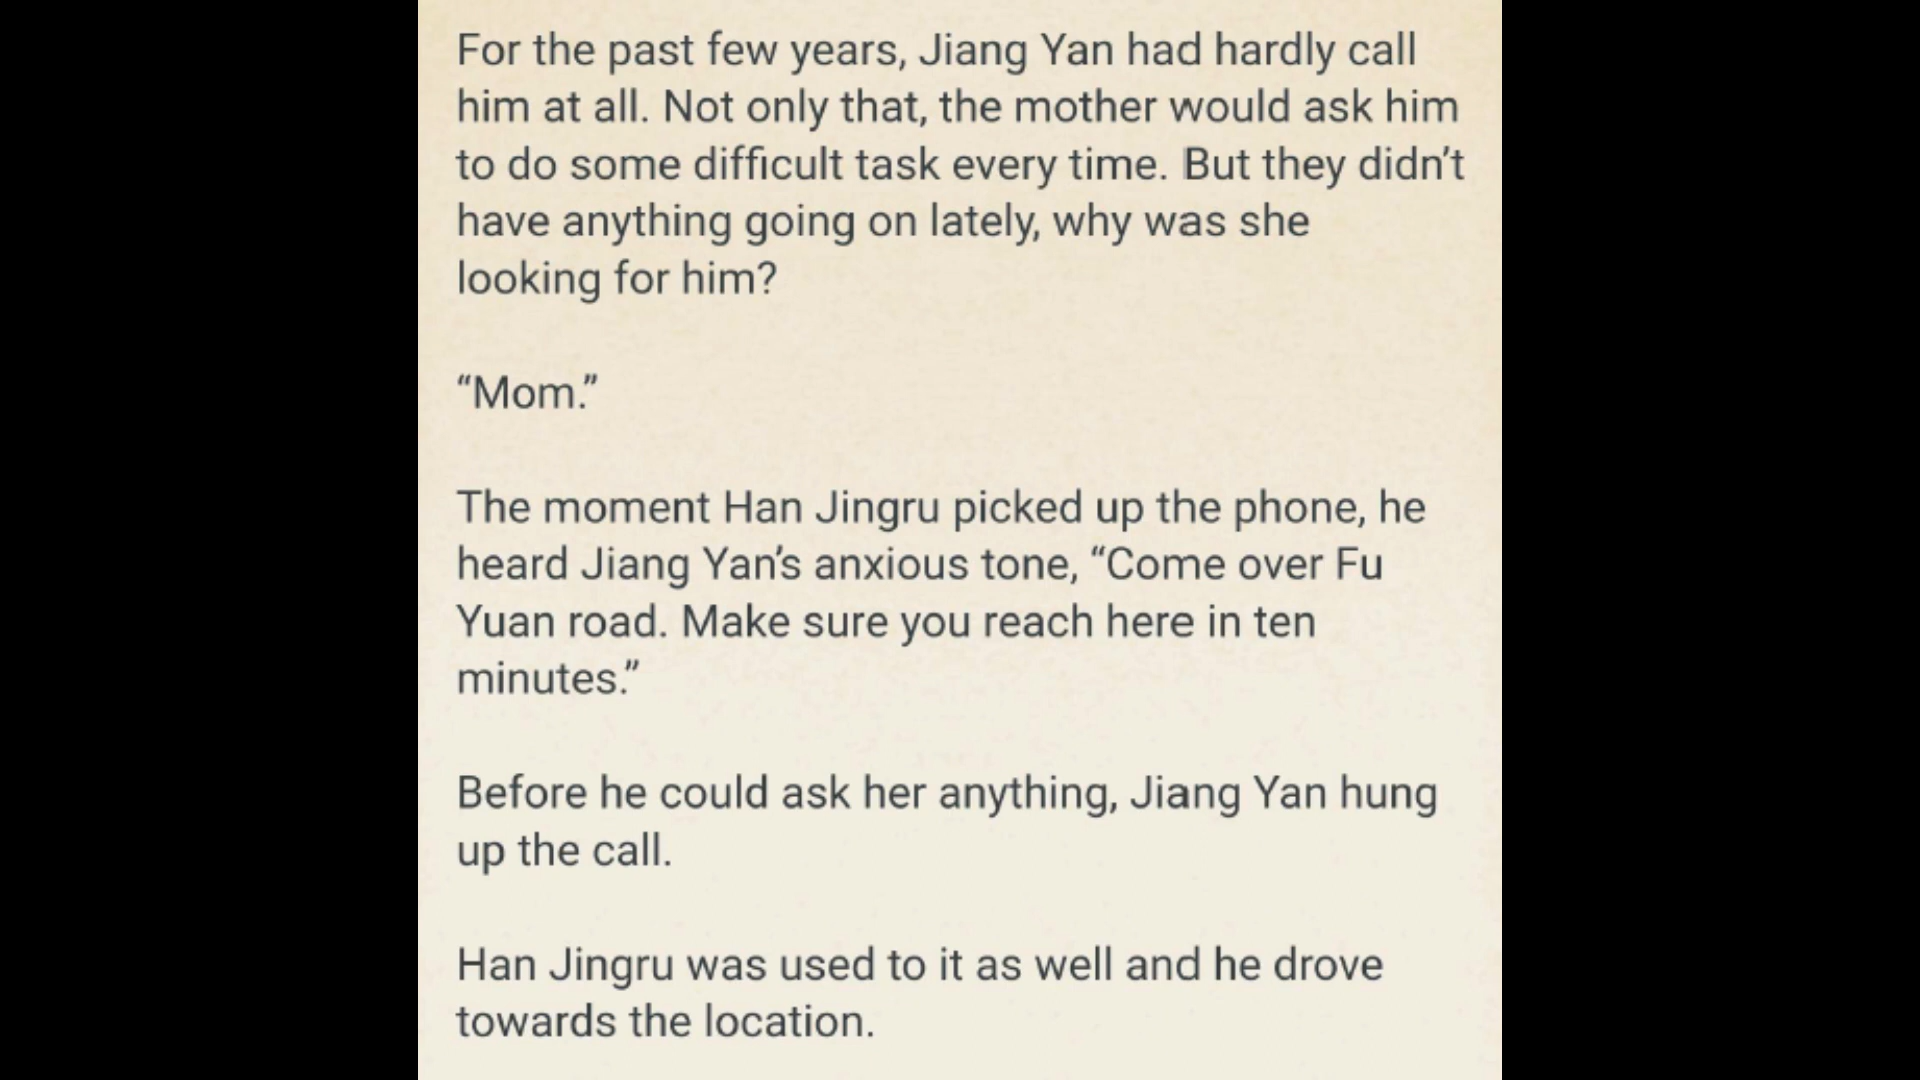 For the past few years, Jiang Yan had hardly call
him at all. Not only that, the mother would ask him
to do some difficult task every time. But they didn’t
have anything going on lately, why was she
looking for him?
“Mom.”
The moment Han Jingru picked up the phone, he
heard Jiang Yan’s anxious tone, “Come over Fu
Yuan road. Make sure you reach here in ten
minutes.”
Before he could ask her anything, Jiang Yan hung
up the call.
Han Jingru was used to it as well and he drove
towards the location.